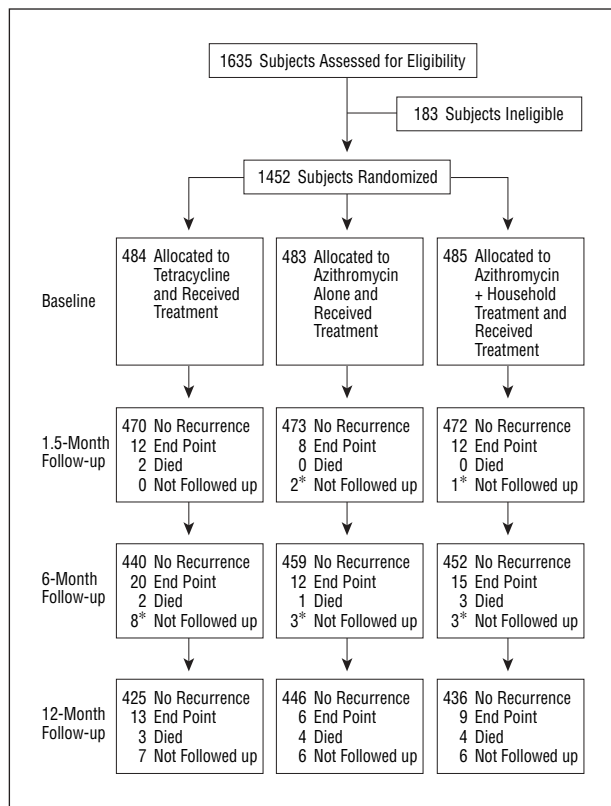 1635 Subjects Assessed for Eligibility
183 Subjects Ineligible
1452 Subjects Randomized
Baseline
484 Allocated to
Tetracycline
and Received
Treatment
483 Allocated to
Azithromycin
Alone and
Received
Treatment
485 Allocated to
Azithromycin
+ Household
Treatment and
Received
Treatment
1.5-Month
Follow-up
470 No Recurrence
12 End Point
2 Died
0 Not Followed up
473 No Recurrence
8 End Point
0 Died
2* Not Followed up
472 No Recurrence
12 End Point
0 Died
1* Not Followed up
6-Month
Follow-up
440 No Recurrence
20 End Point
2 Died
8* Not Followed up
459 No Recurrence
12 End Point
1 Died
3* Not Followed up
452 No Recurrence
15 End Point
3 Died
3* Not Followed up
12-Month
Follow-up
425 No Recurrence
13 End Point
3 Died
7 Not Followed up
446 No Recurrence
6 End Point
4 Died
6 Not Followed up
436 No Recurrence
9 End Point
4 Died
6 Not Followed up